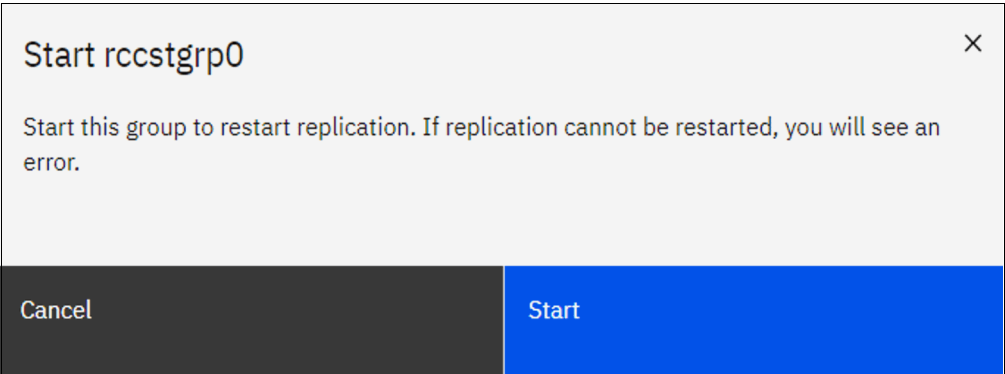 Start rccstgrp0
Start this group to restart replication. If replication cannot be restarted, you will see an
error.
Cancel
Start